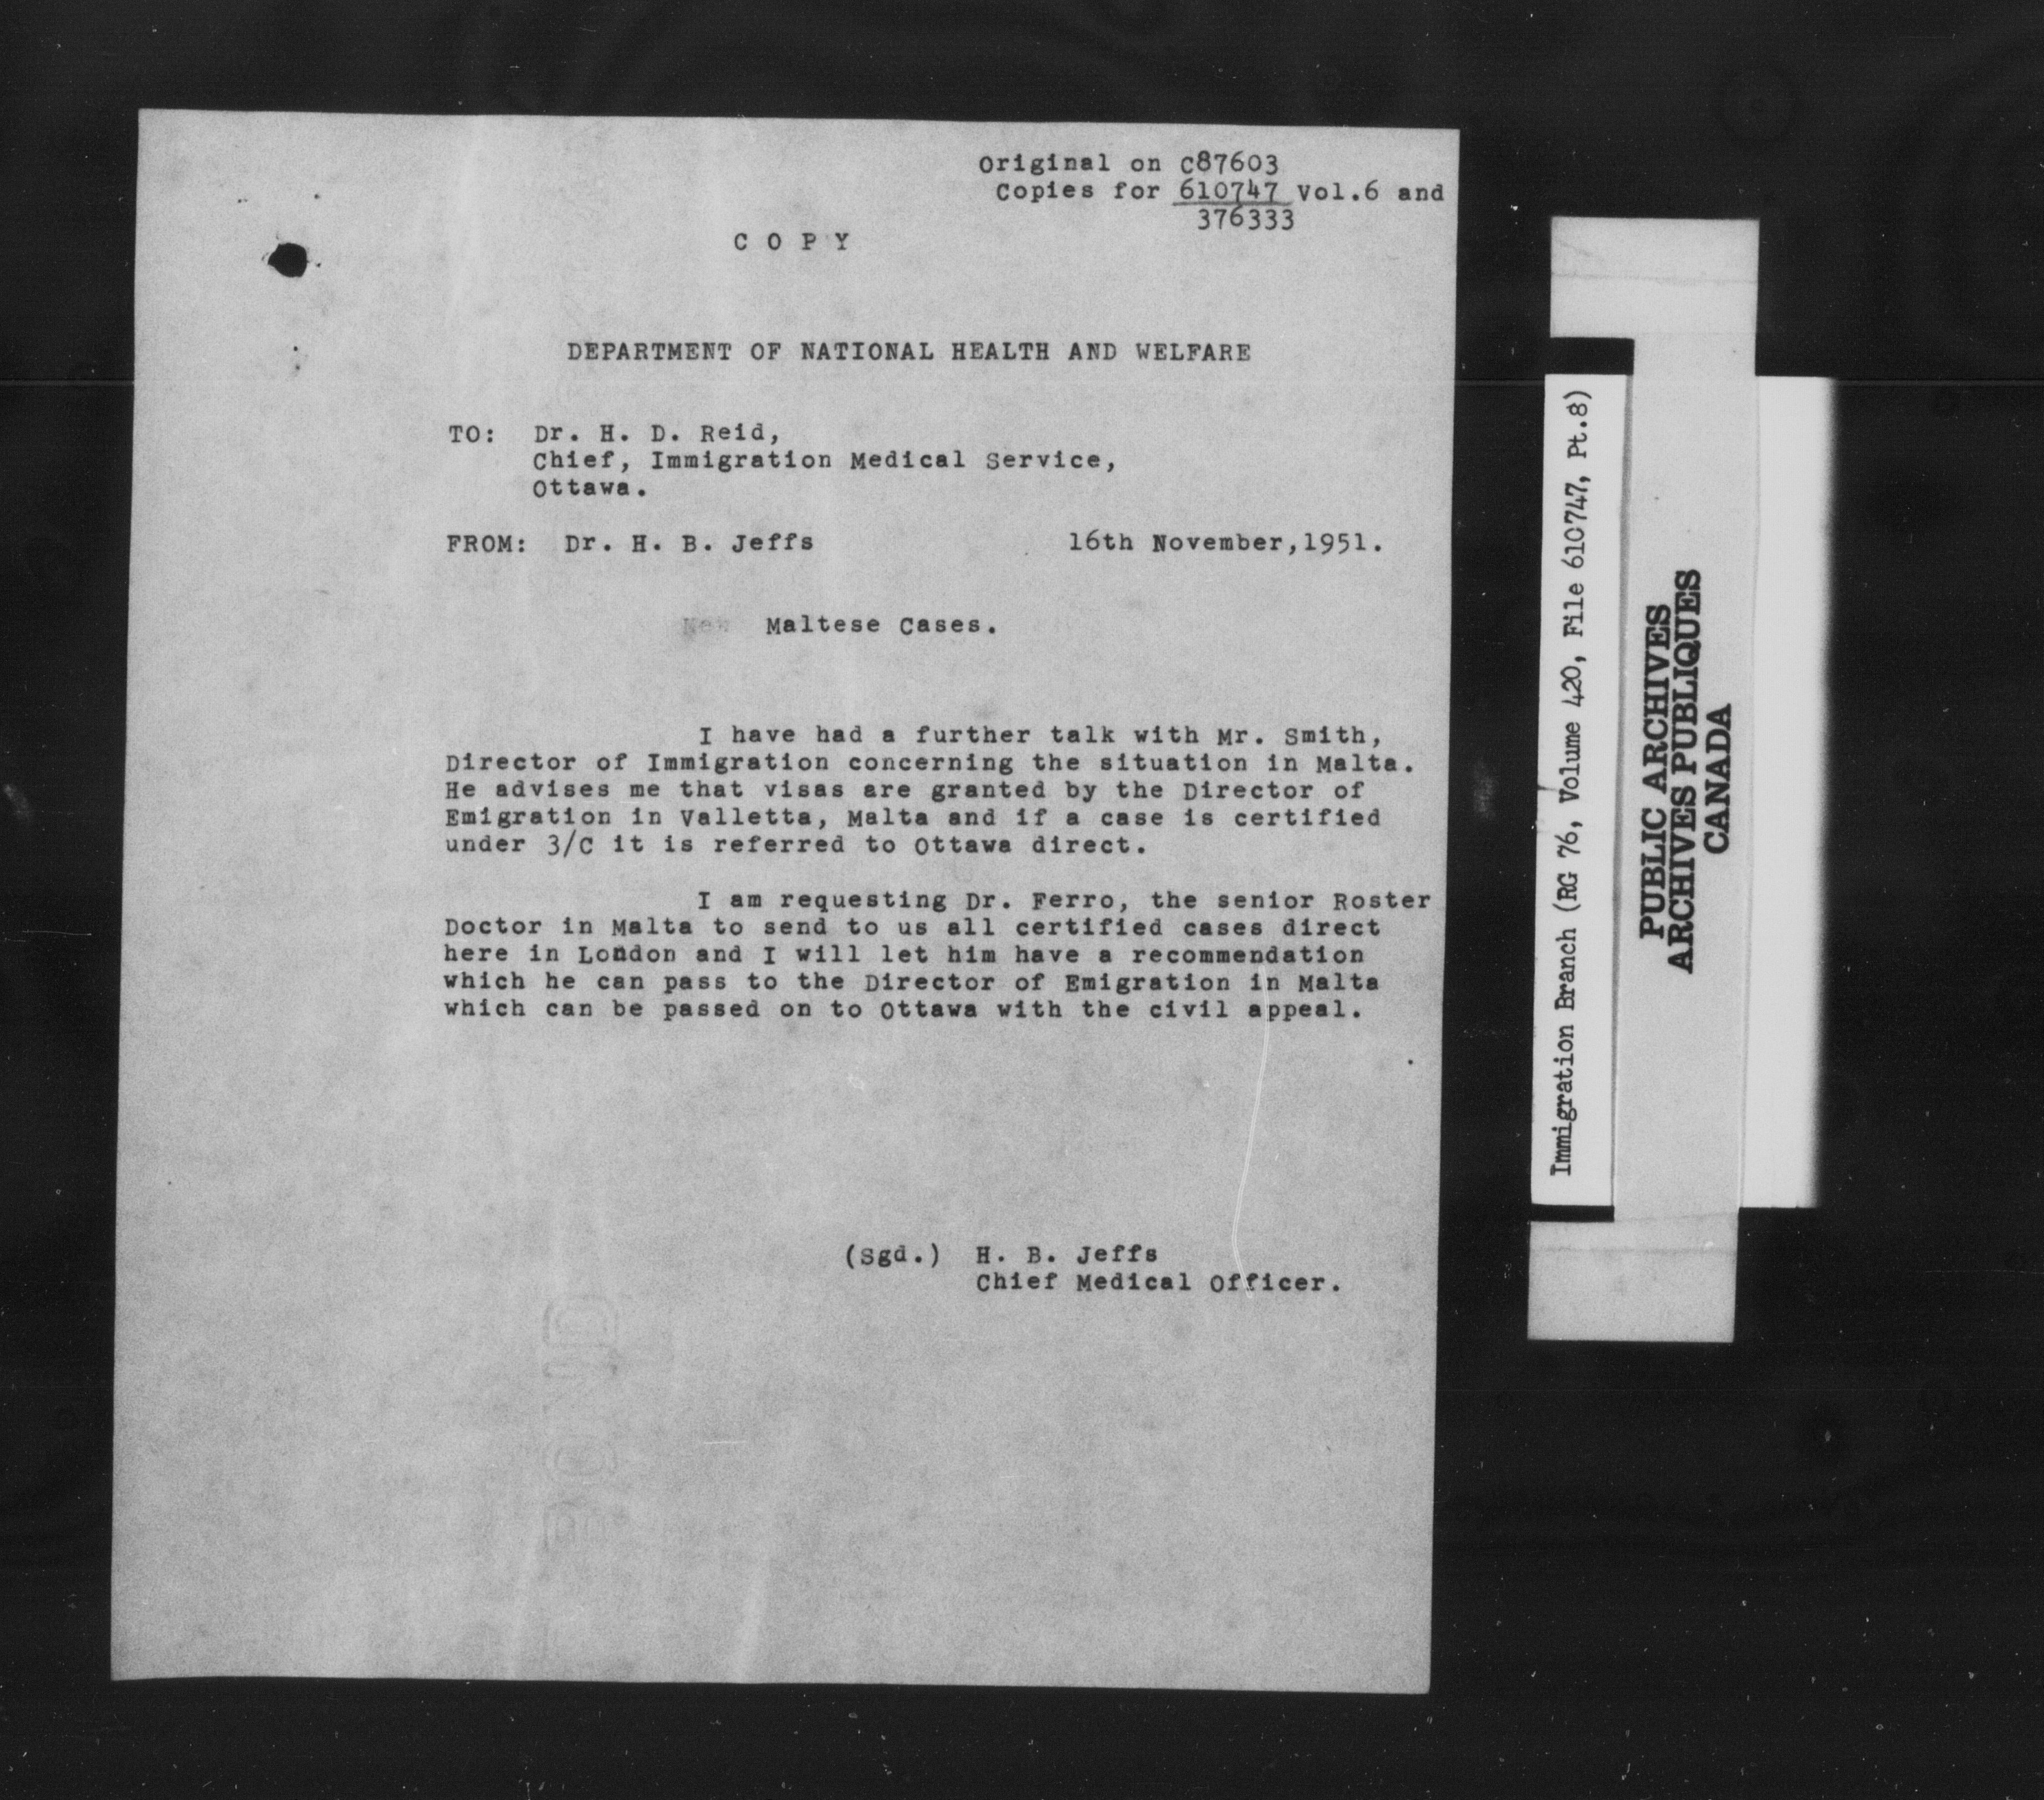 Original on C87603
Copies for 610747 Vol.6 and
376333
C O P Y
DEPARTMENT OF NATIONAL HEALTH AND WELFARE
TO: Dr. H. D. Reid,
Chief, Immigration Medical Service,
Ottawa.
FROM: Dr. H. B. Jeffs 16th November,1951.
Maltese Cases.
I have had a further talk with Mr. Smith,
Director of Immigration concerning the situation in Malta.
He advises me that visas are granted by the Director of
Emigration in Valletta, Malta and if a case is certified
under 3/C it is referred to Ottawa direct.
I am requesting Dr. Ferro, the senior Roster
Doctor in Malta to send to us all certified cases direct
here in London and I will let him have a recommendation
which he can pass to the Director of Emigration in Malta
which can be passed on to Ottawa with the civil appeal.
(Sgd.) H. B. Jeffs
Chief Medical Officer.
Immigration Branch (RG 76, Volume 420, File 610747, Pt.8)
PUBLIC ARCHIVES
ARCHIVES PUBLIQUES
CANADA